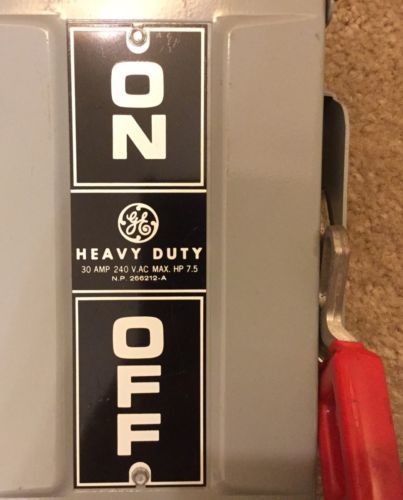 ON
GE
HEAVY DUTY
30 AMP 240 V.AC MAX. HP 7.5
N.P. 266212-A
OFF